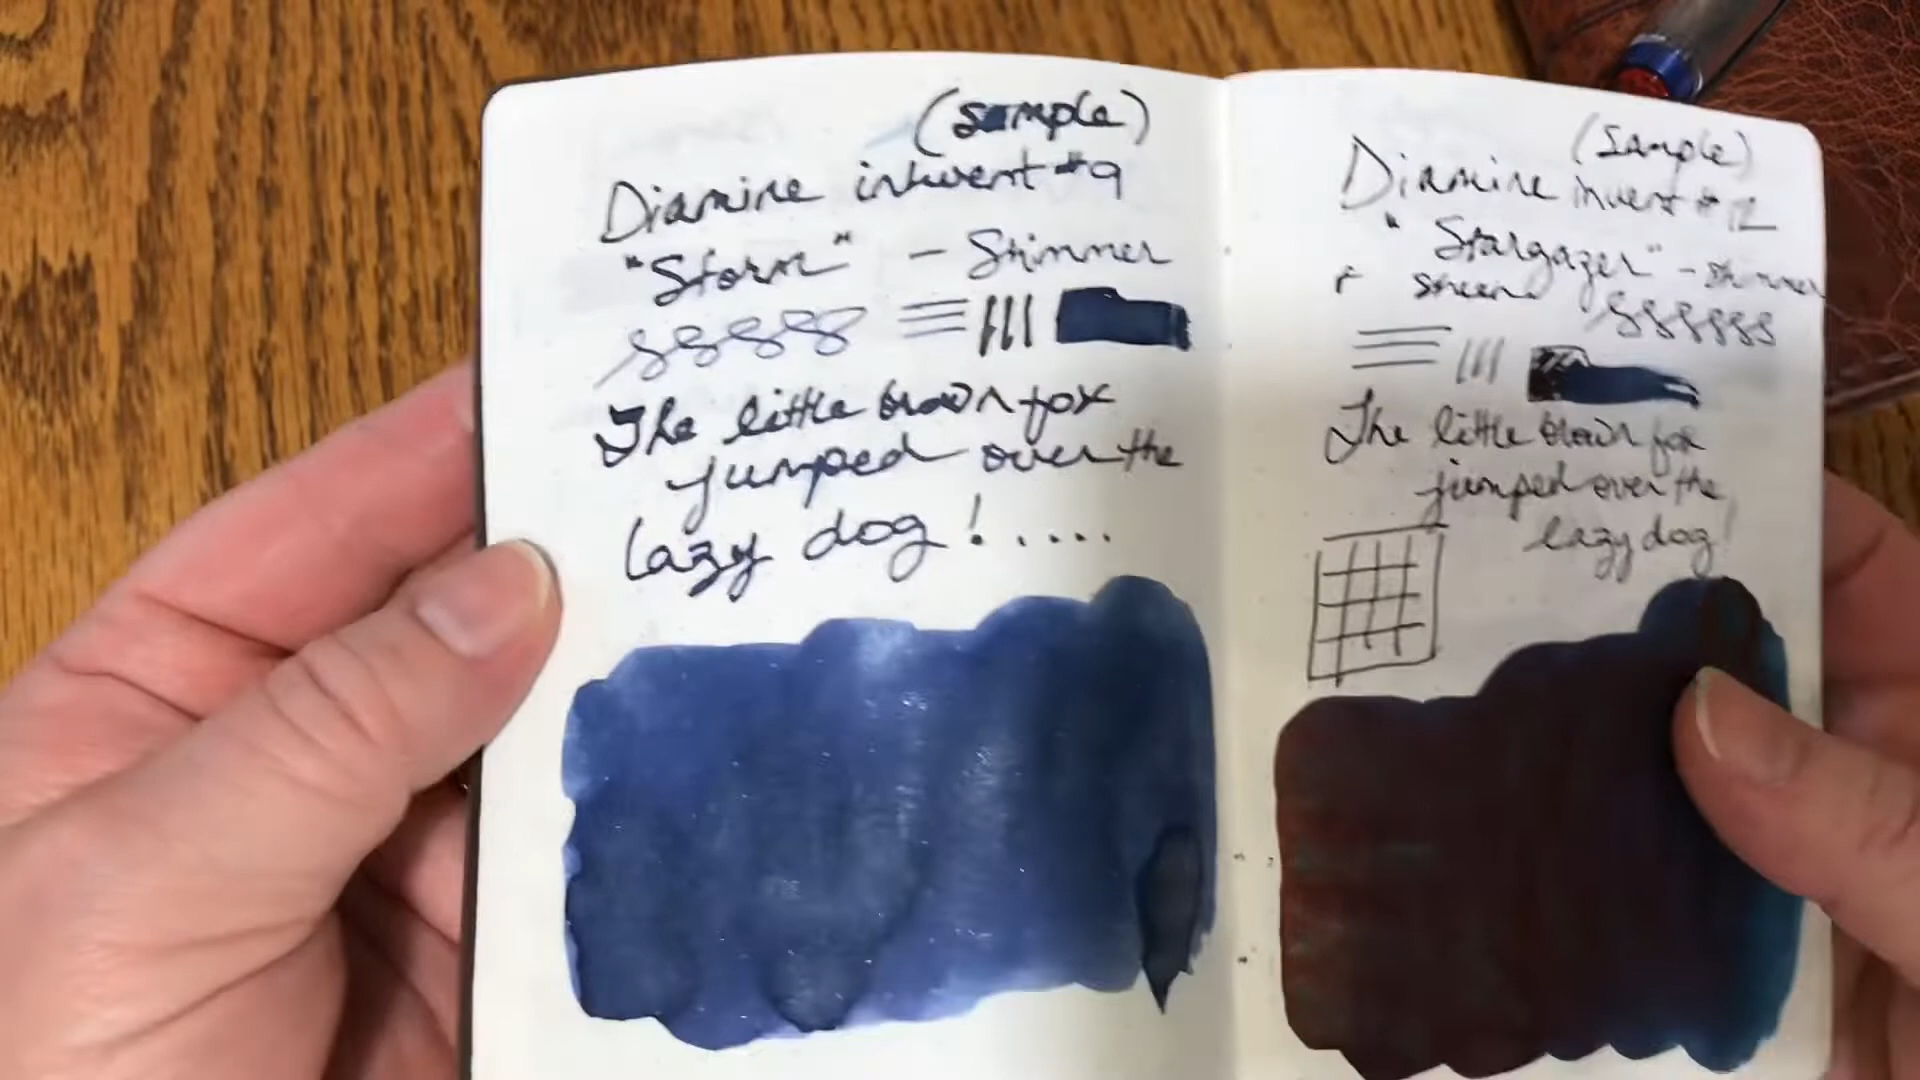 (sample)
Diamine inkvent #9
"Storm" - Shimmer
The little brown fox
jumped over the
lazy dog!.....
(Sample)
Diamine invent #12
"Stargazer" - shimmer
+ sheen
The little brown fox
jumped over the
lazy dog!